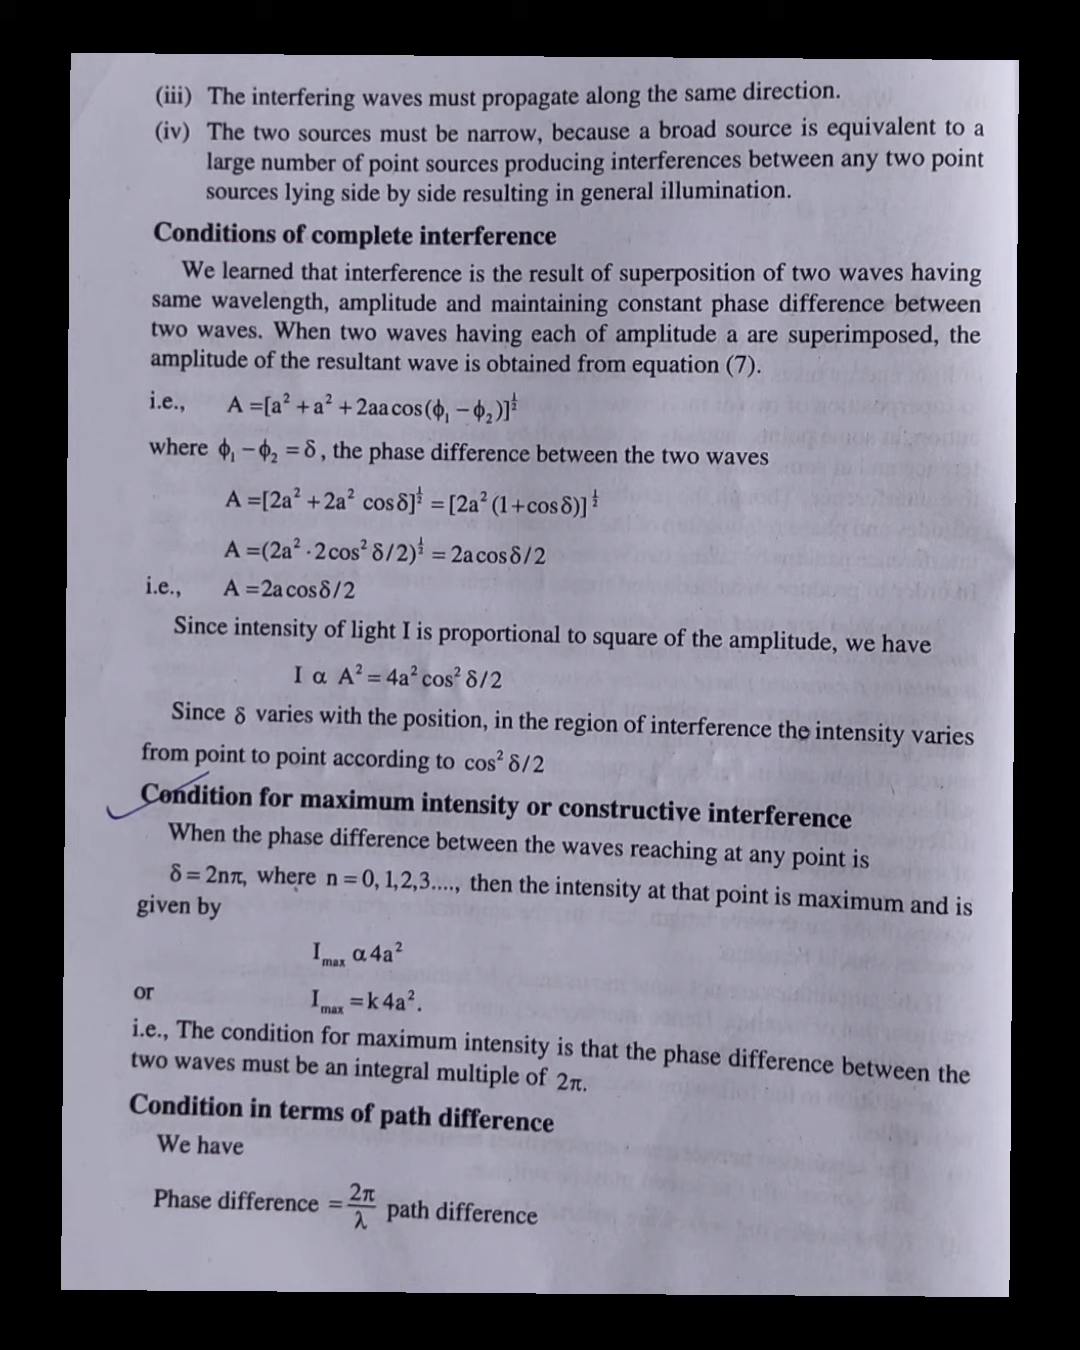 (iii) The interfering waves must propagate along the same direction.
(iv) The two sources must be narrow, because a broad source is equivalent to a
large number of point sources producing interferences between any two point
sources lying side by side resulting in general illumination.
Conditions of complete interference
We learned that interference is the result of superposition of two waves having
same wavelength, amplitude and maintaining constant phase difference between
two waves. When two waves having each of amplitude a are superimposed, the
amplitude of the resultant wave is obtained from equation (7).
i.e., A =[a² + a² + 2aa cos(ϕ₁ − ϕ₂)]^½
where ϕ₁ − ϕ₂ = δ, the phase difference between the two waves
A =[2a² + 2a² cosδ]^½ = [2a² (1+cosδ)]^½
A =(2a² · 2cos² δ/2)^½ = 2a cosδ/2
i.e., A =2a cosδ/2
Since intensity of light I is proportional to square of the amplitude, we have
I α A² = 4a² cos² δ/2
Since δ varies with the position, in the region of interference the intensity varies
from point to point according to cos² δ/2
Condition for maximum intensity or constructive interference
When the phase difference between the waves reaching at any point is
δ = 2nπ, where n = 0, 1,2,3...., then the intensity at that point is maximum and is
given by
I_max α 4a²
or I_max = k 4a².
i.e., The condition for maximum intensity is that the phase difference between the
two waves must be an integral multiple of 2π.
Condition in terms of path difference
We have
Phase difference = 2π/λ path difference